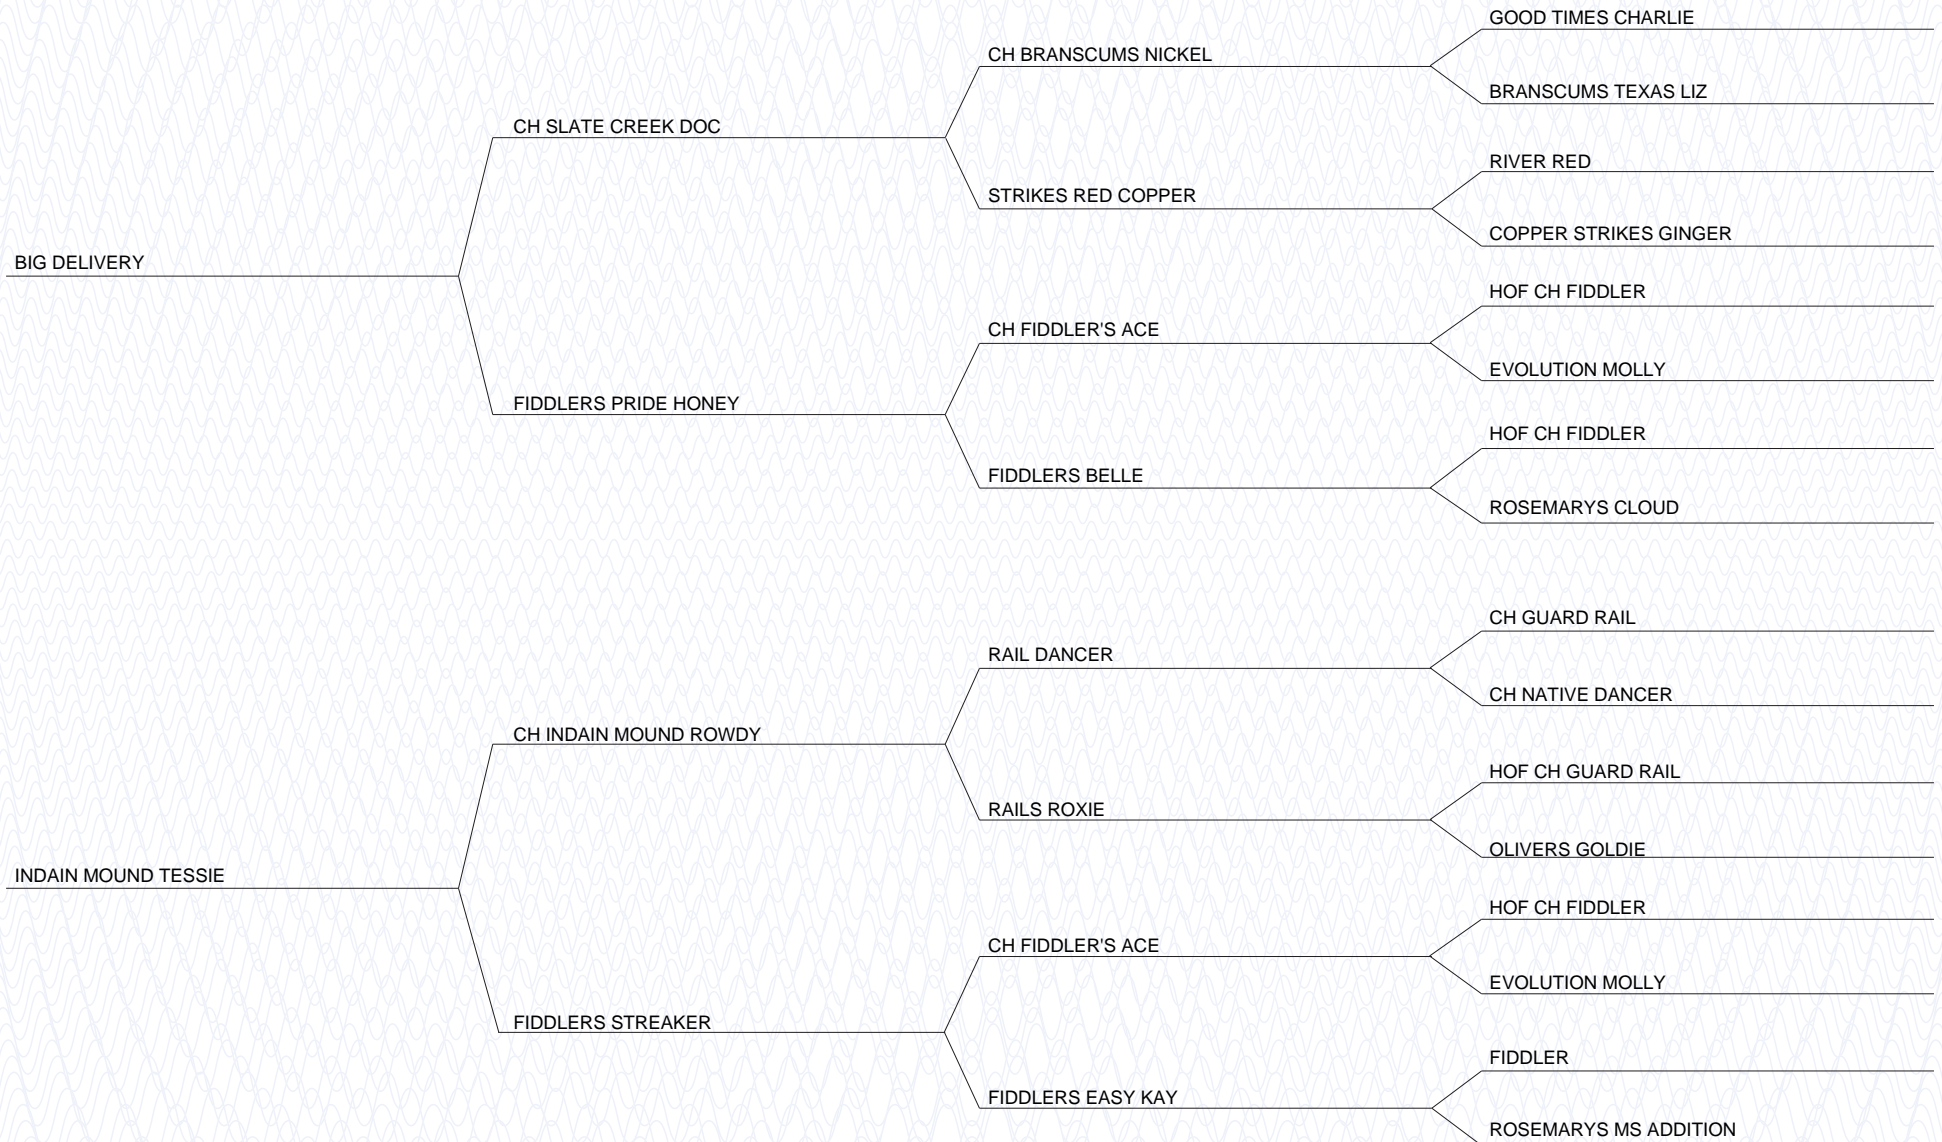 GOOD TIMES CHARLIE
CH BRANSCUMS NICKEL
BRANSCUMS TEXAS LIZ
CH SLATE CREEK DOC
RIVER RED
STRIKES RED COPPER
COPPER STRIKES GINGER
BIG DELIVERY
HOF CH FIDDLER
CH FIDDLER'S ACE
EVOLUTION MOLLY
FIDDLERS PRIDE HONEY
HOF CH FIDDLER
FIDDLERS BELLE
ROSEMARYS CLOUD
CH GUARD RAIL
RAIL DANCER
CH NATIVE DANCER
CH INDAIN MOUND ROWDY
HOF CH GUARD RAIL
RAILS ROXIE
OLIVERS GOLDIE
INDAIN MOUND TESSIE
HOF CH FIDDLER
CH FIDDLER'S ACE
EVOLUTION MOLLY
FIDDLERS STREAKER
FIDDLER
FIDDLERS EASY KAY
ROSEMARYS MS ADDITION